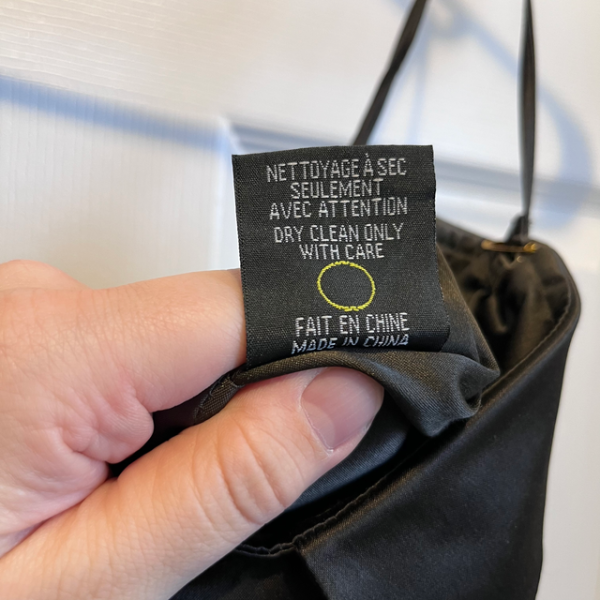 NETTOYAGE À SEC
SEULEMENT
AVEC ATTENTION
DRY CLEAN ONLY
WITH CARE
FAIT EN CHINE
MADE IN CHINA